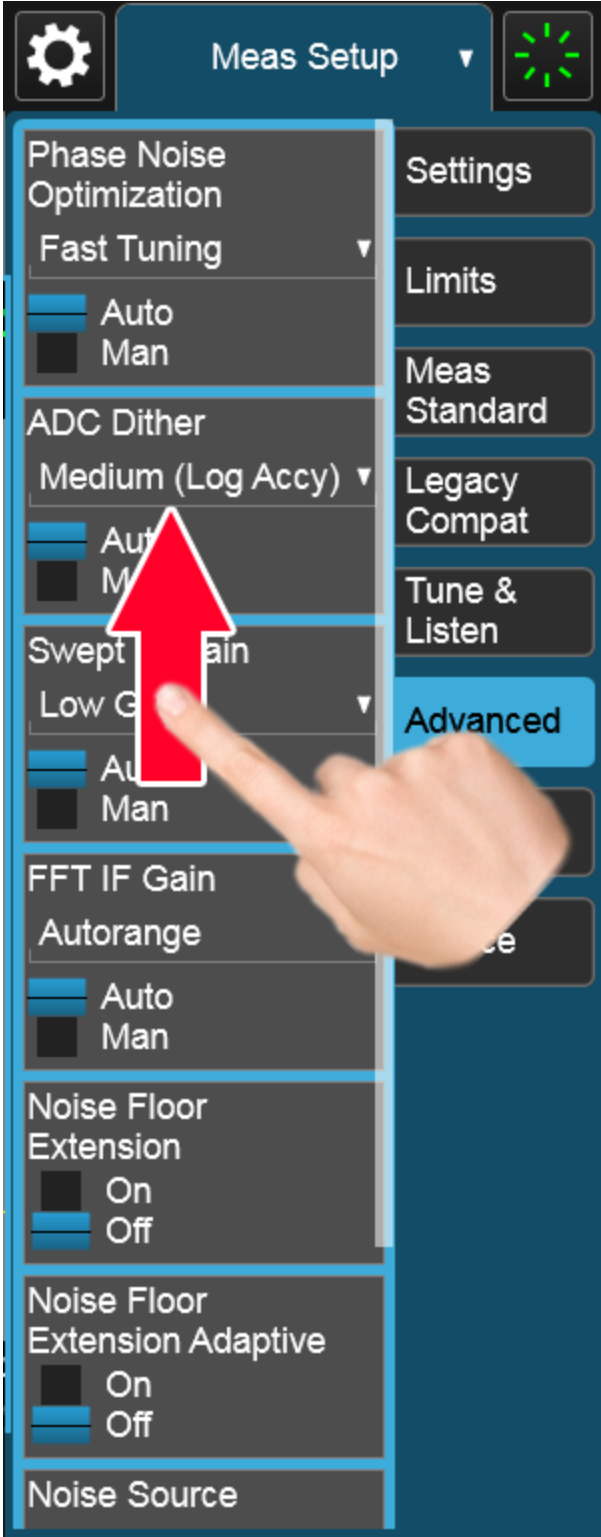 Meas Setup
Phase Noise
Optimization
Fast Tuning
Auto
Man
ADC Dither
Medium (Log Accy)
Swept
Low
Man
FFT IF Gain
Autorange
Auto
Man
Noise Floor
Extension
On
Off
Noise Floor
Extension Adaptive
On
Off
Noise Source
Settings
Limits
Meas
Standard
Legacy
Compat
Tune &
Listen
Advanced